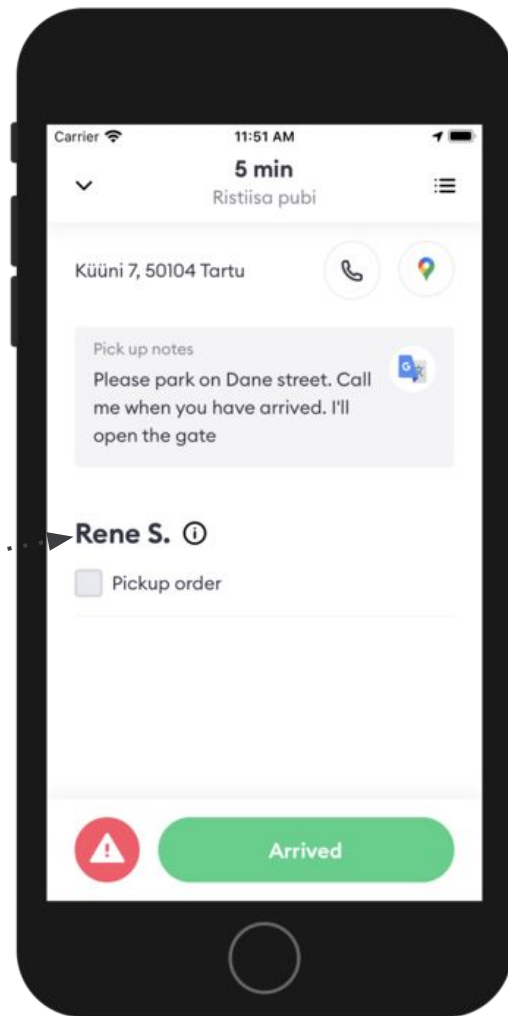 Carrier 11:51 AM
5 min
Ristiisa pubi
Küüni 7, 50104 Tartu
Pick up notes
Please park on Dane street. Call
me when you have arrived. I'll
open the gate
Rene S.
Pickup order
Arrived